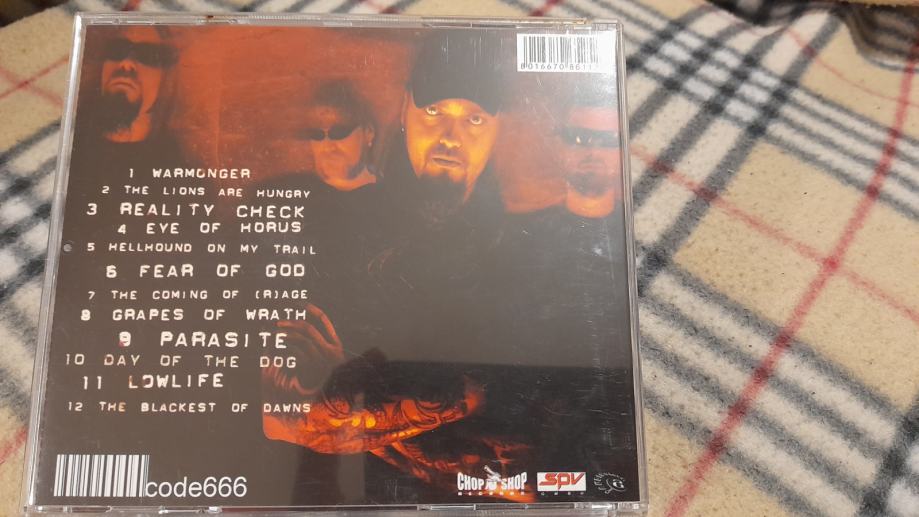 1 WARMONGER
2 THE LIONS ARE HUNGRY
3 REALITY CHECK
4 EYE OF HORUS
5 HELLHOUND ON MY TRAIL
6 FEAR OF GOD
7 THE COMING OF (R)AGE
8 GRAPES OF WRATH
9 PARASITE
10 DAY OF THE DOG
11 LOWLIFE
12 THE BLACKEST OF DAWNS
code666
CHOP SHOP
RECORDS
SPV